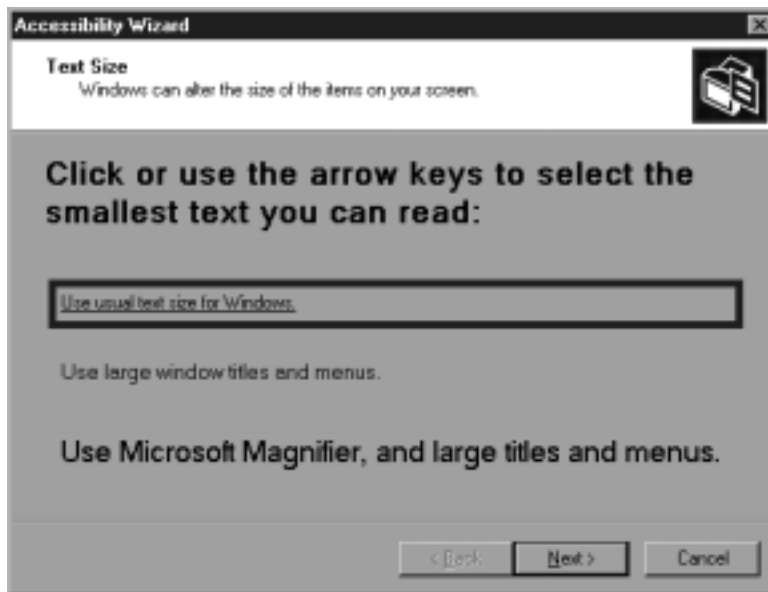 Accessibility Wizard
Text Size
Windows can alter the size of the items on your screen.
Click or use the arrow keys to select the
smallest text you can read:
Use usual text size for Windows.
Use large window titles and menus.
Use Microsoft Magnifier, and large titles and menus.
< Back
Next >
Cancel